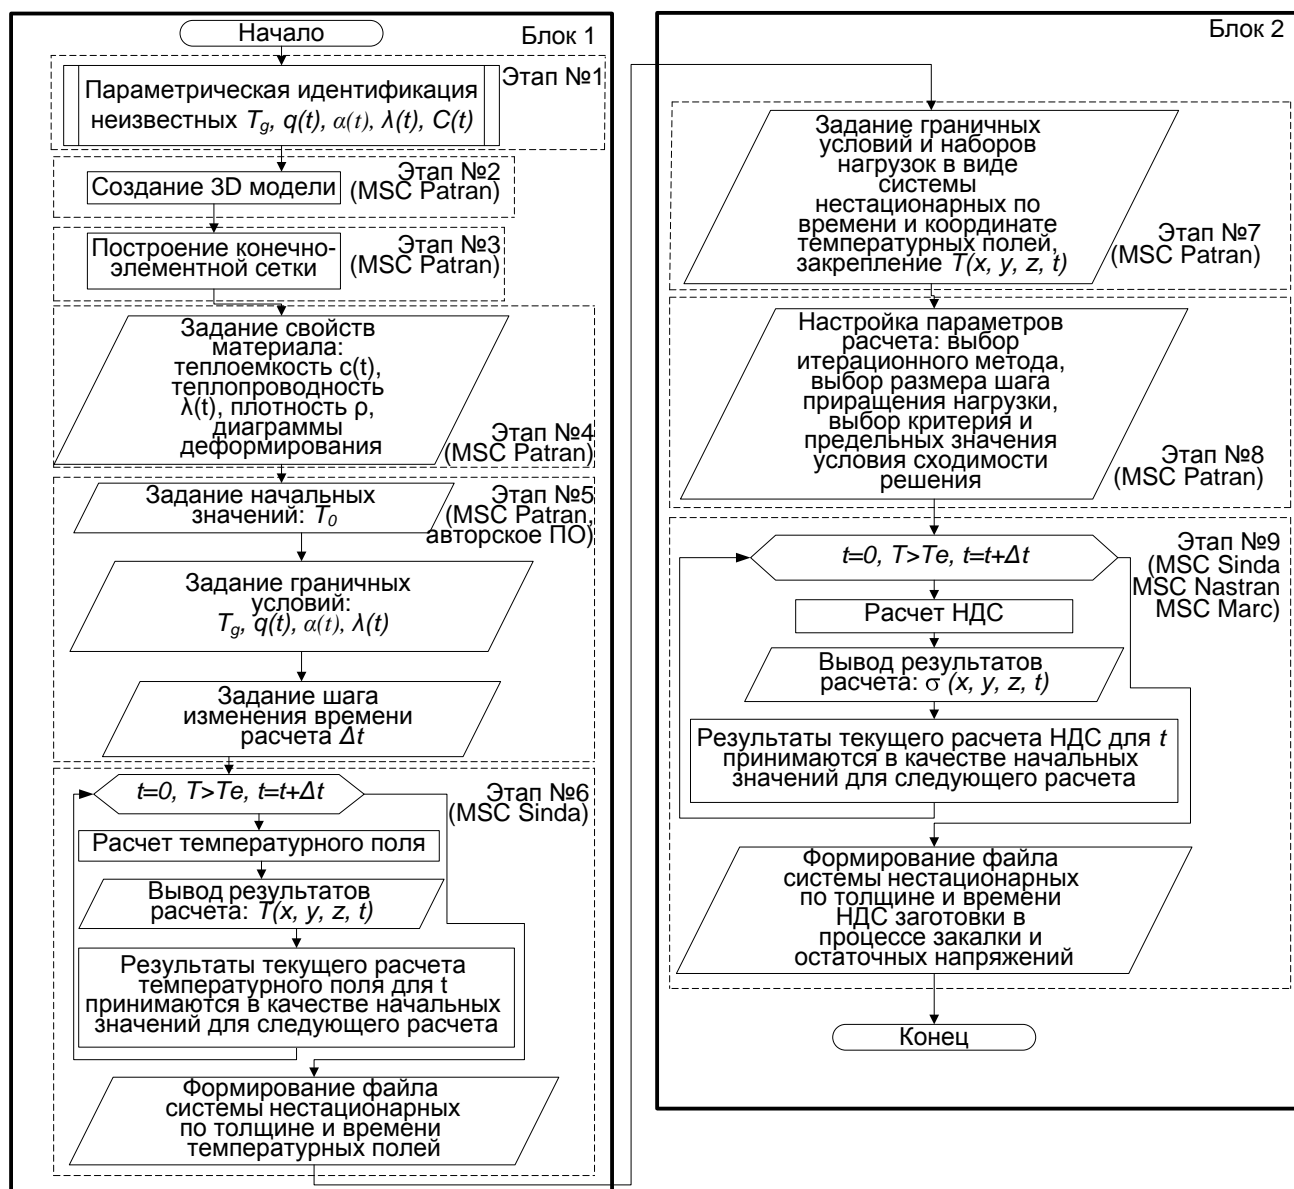 Начало
Блок 1
Этап №1
Параметрическая идентификация
неизвестных Tg, q(t), α(t), λ(t), C(t)
Этап №2
(MSC Patran)
Создание 3D модели
Этап №3
(MSC Patran)
Построение конечно-
элементной сетки
Задание свойств
материала:
теплоемкость c(t),
теплопроводность
λ(t), плотность ρ,
диаграммы
деформирования
Этап №4
(MSC Patran)
Задание начальных
значений: T0
Этап №5
(MSC Patran,
авторское ПО)
Задание граничных
условий:
Tg, q(t), α(t), λ(t)
Задание шага
изменения времени
расчета Δt
t=0, T>Te, t=t+Δt
Этап №6
(MSC Sinda)
Расчет температурного поля
Вывод результатов
расчета: T(x, y, z, t)
Результаты текущего расчета
температурного поля для t
принимаются в качестве начальных
значений для следующего расчета
Формирование файла
системы нестационарных
по толщине и времени
температурных полей
Блок 2
Задание граничных
условий и наборов
нагрузок в виде
системы
нестационарных по
времени и координате
температурных полей,
закрепление T(x, y, z, t)
Этап №7
(MSC Patran)
Настройка параметров
расчета: выбор
итерационного метода,
выбор размера шага
приращения нагрузки,
выбор критерия и
предельных значения
условия сходимости
решения
Этап №8
(MSC Patran)
t=0, T>Te, t=t+Δt
Этап №9
(MSC Sinda
MSC Nastran
MSC Marc)
Расчет НДС
Вывод результатов
расчета: σ (x, y, z, t)
Результаты текущего расчета НДС для t
принимаются в качестве начальных
значений для следующего расчета
Формирование файла
системы нестационарных
по толщине и времени
НДС заготовки в
процессе закалки и
остаточных напряжений
Конец